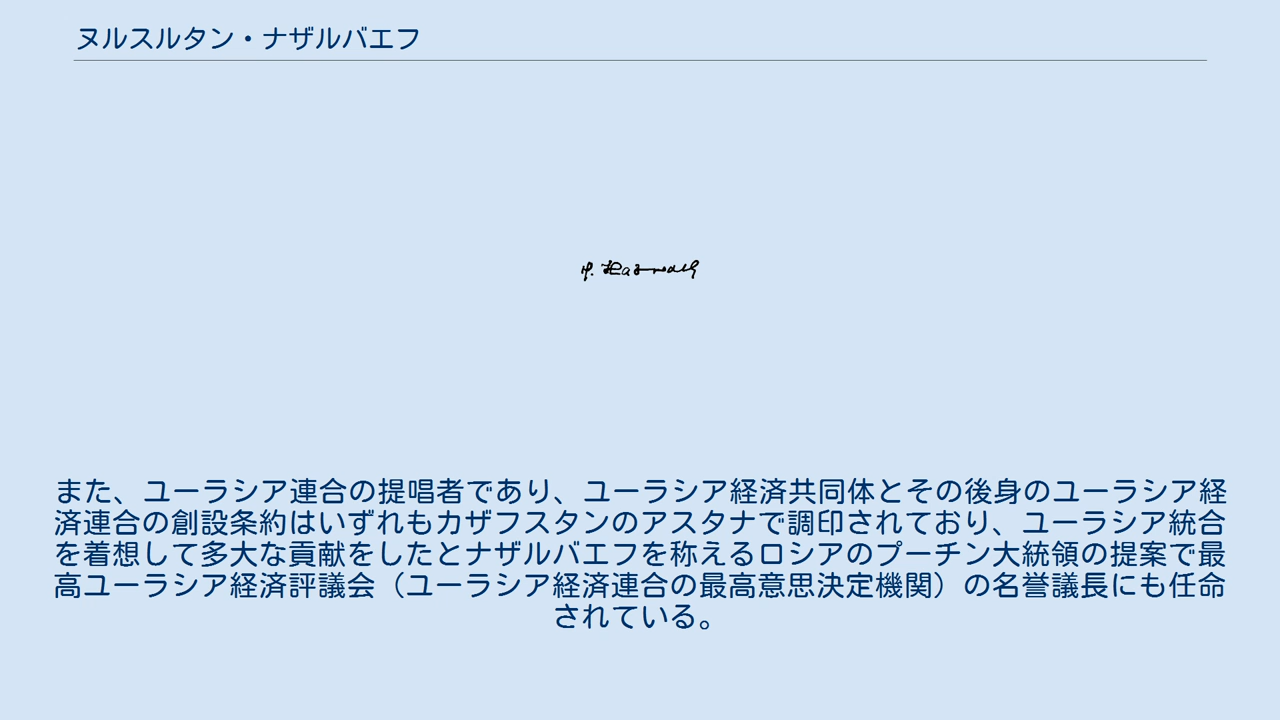 ヌルスルタン・ナザルバエフ
また、ユーラシア連合の提唱者であり、ユーラシア経済共同体とその後身のユーラシア経
済連合の創設条約はいずれもカザフスタンのアスタナで調印されており、ユーラシア統合
を着想して多大な貢献をしたとナザルバエフを称えるロシアのプーチン大統領の提案で最
高ユーラシア経済評議会（ユーラシア経済連合の最高意思決定機関）の名誉議長にも任命
されている。